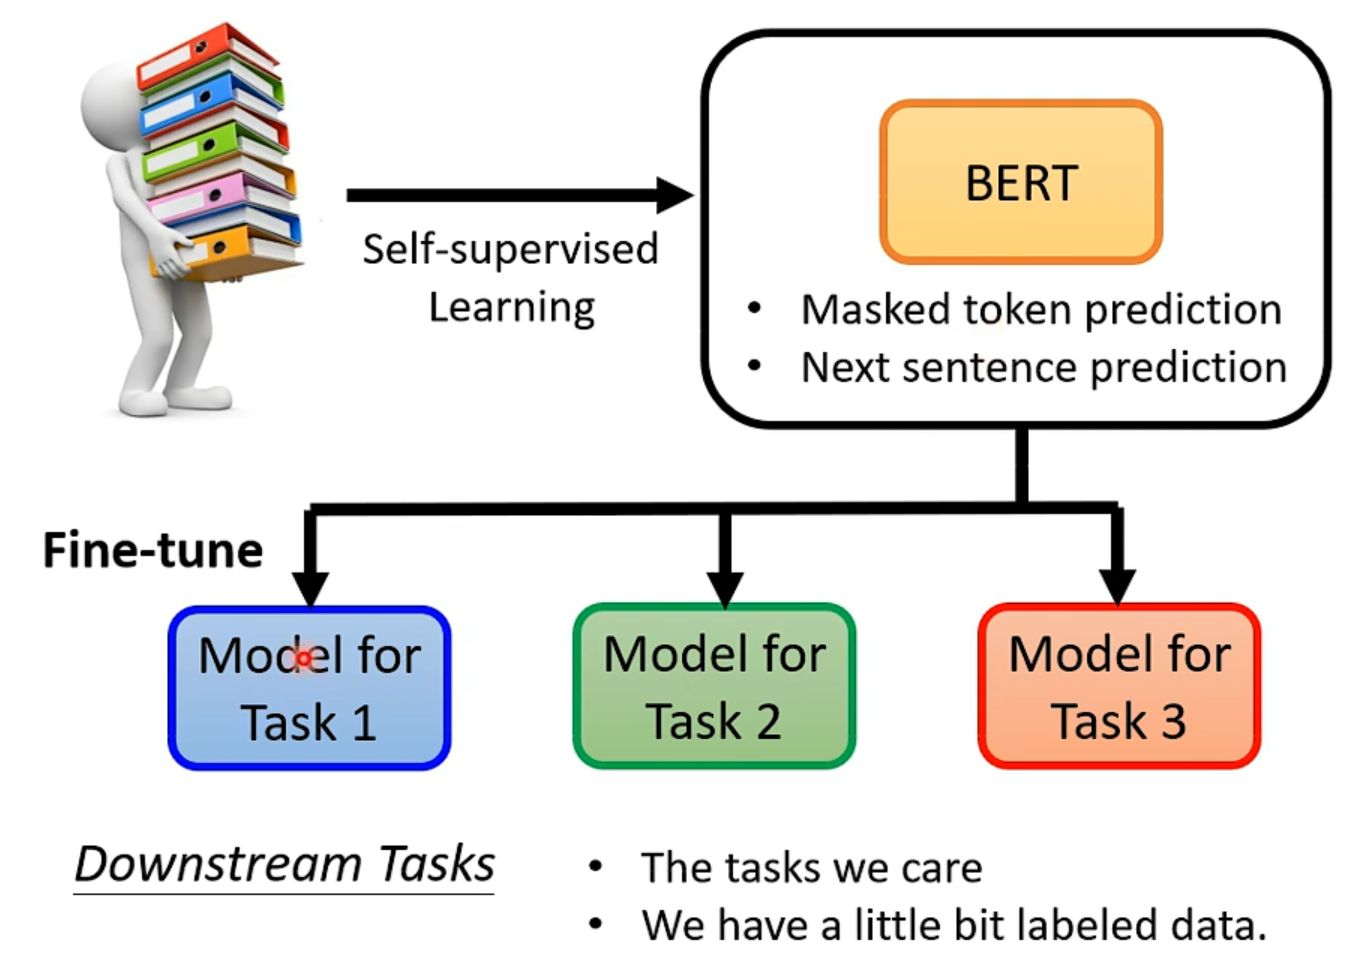 BERT
Self-supervised
Learning
• Masked token prediction
• Next sentence prediction
Fine-tune
Model for
Task 1
Model for
Task 2
Model for
Task 3
Downstream Tasks
• The tasks we care
• We have a little bit labeled data.